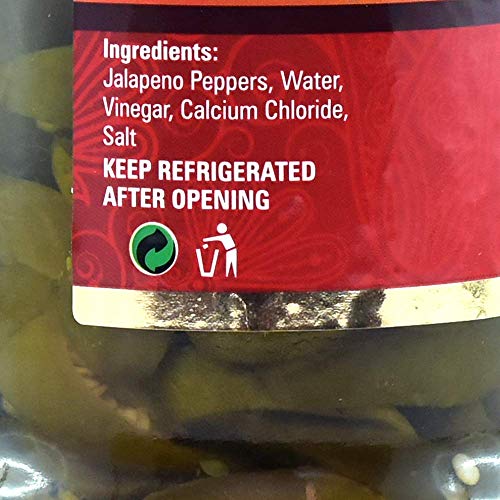 Ingredients:
Jalapeno Peppers, Water,
Vinegar, Calcium Chloride,
Salt
KEEP REFRIGERATED
AFTER OPENING